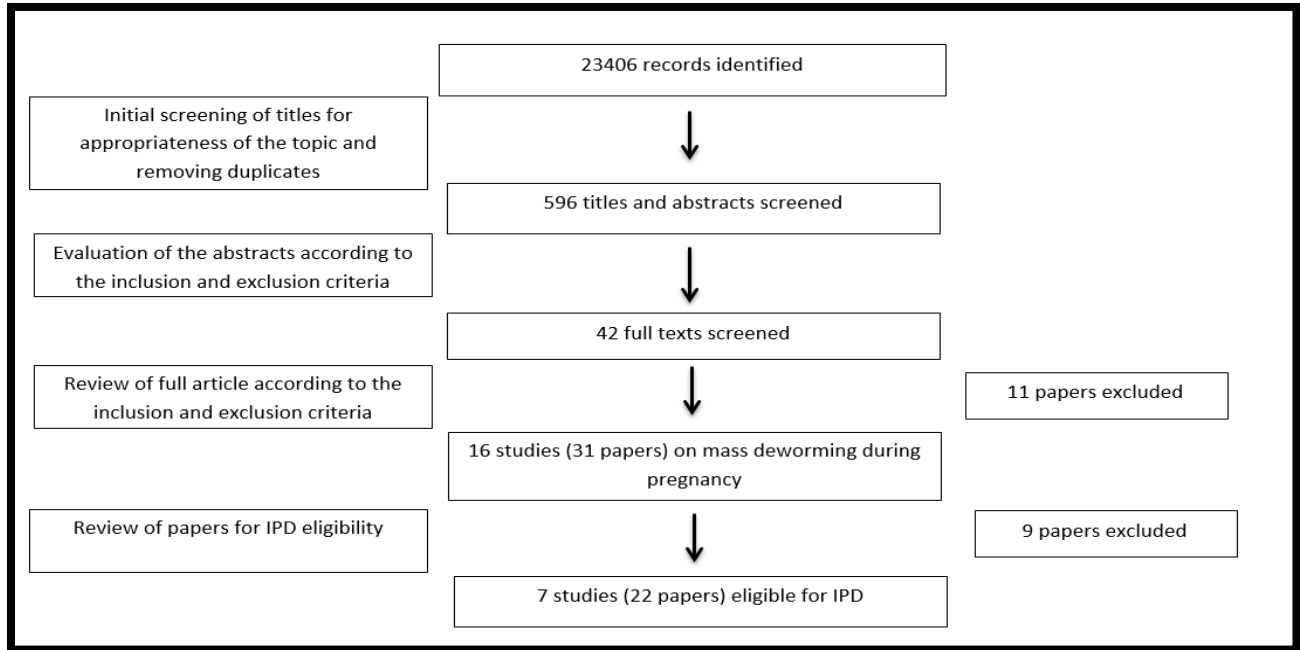 23406 records identified
Initial screening of titles for
appropriateness of the topic and
removing duplicates
596 titles and abstracts screened
Evaluation of the abstracts according to
the inclusion and exclusion criteria
42 full texts screened
Review of full article according to the
inclusion and exclusion criteria
11 papers excluded
16 studies (31 papers) on mass deworming during
pregnancy
Review of papers for IPD eligibility
9 papers excluded
7 studies (22 papers) eligible for IPD